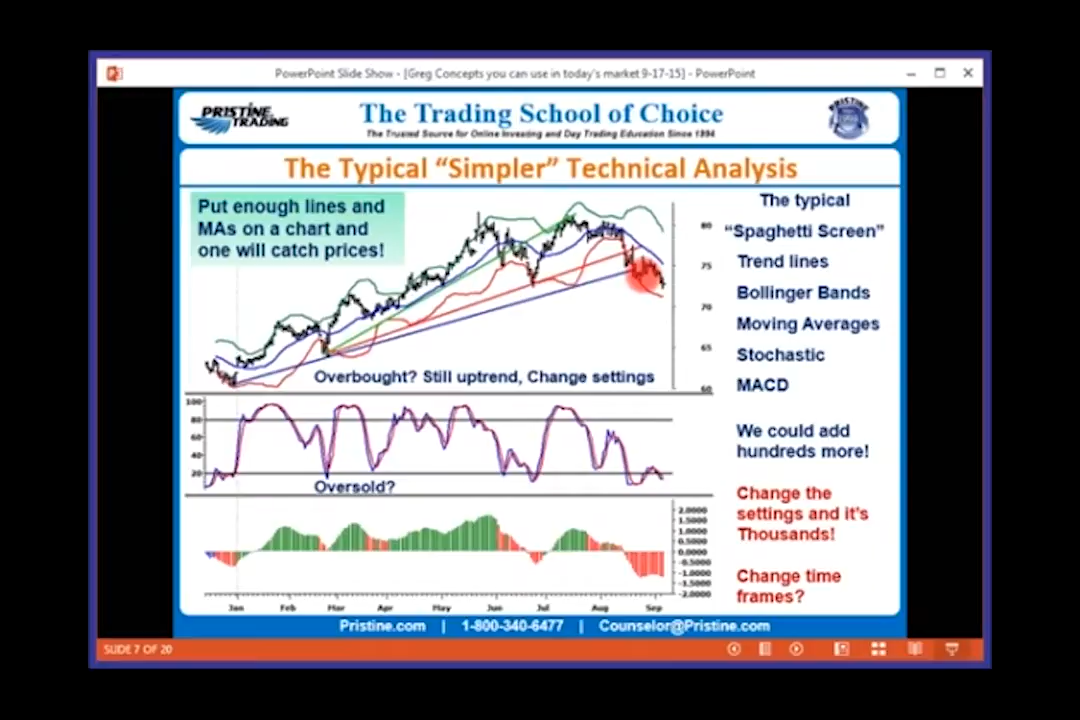 PowerPoint Slide Show - [Greg Concepts you can use in today's market 9-17-15] - PowerPoint
PRISTINE TRADING
The Trading School of Choice
The Trusted Source for Online Investing and Day Trading Education Since 1994
PRISTINE
The Typical “Simpler” Technical Analysis
Put enough lines and
MAs on a chart and
one will catch prices!
80
75
70
65
60
Overbought? Still uptrend, Change settings
100
80
60
40
20
Oversold?
2.0000
1.5000
1.0000
0.5000
0.0000
-0.5000
-1.0000
-1.5000
-2.0000
Jan Feb Mar Apr May Jun Jul Aug Sep
The typical
“Spaghetti Screen”
Trend lines
Bollinger Bands
Moving Averages
Stochastic
MACD
We could add
hundreds more!
Change the
settings and it's
Thousands!
Change time
frames?
Pristine.com | 1-800-340-6477 | Counselor@Pristine.com
SLIDE 7 OF 20